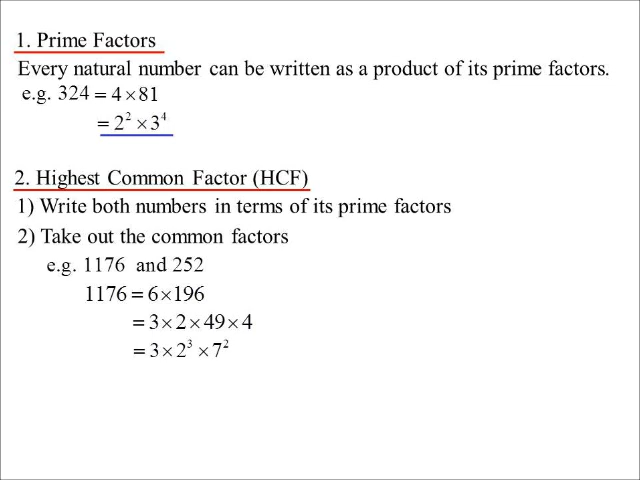 1. Prime Factors
Every natural number can be written as a product of its prime factors.
e.g. 324 = 4 × 81
= 2² × 3⁴
2. Highest Common Factor (HCF)
1) Write both numbers in terms of its prime factors
2) Take out the common factors
e.g. 1176 and 252
1176 = 6 × 196
= 3 × 2 × 49 × 4
= 3 × 2³ × 7²